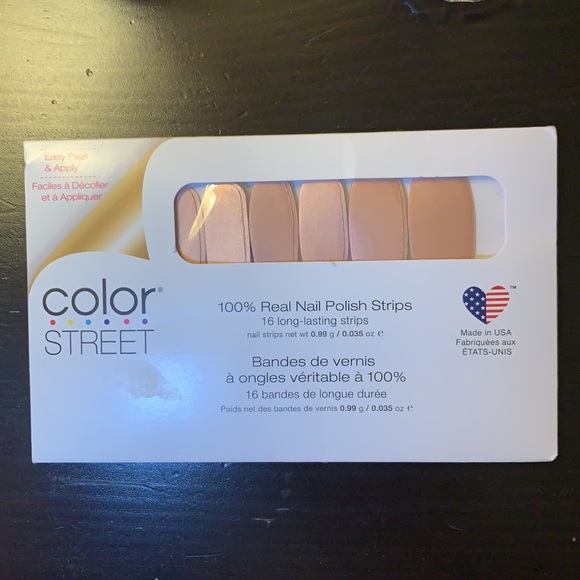 Easy Peel
& Apply
Faciles à Décoller
et à Appliquer
color®
STREET
100% Real Nail Polish Strips
16 long-lasting strips
nail strips net wt 0.99 g / 0.035 oz ℮
Bandes de vernis
à ongles véritable à 100%
16 bandes de longue durée
Poids net des bandes de vernis 0.99 g / 0.035 oz ℮
™
Made in USA
Fabriquées aux
ÉTATS-UNIS